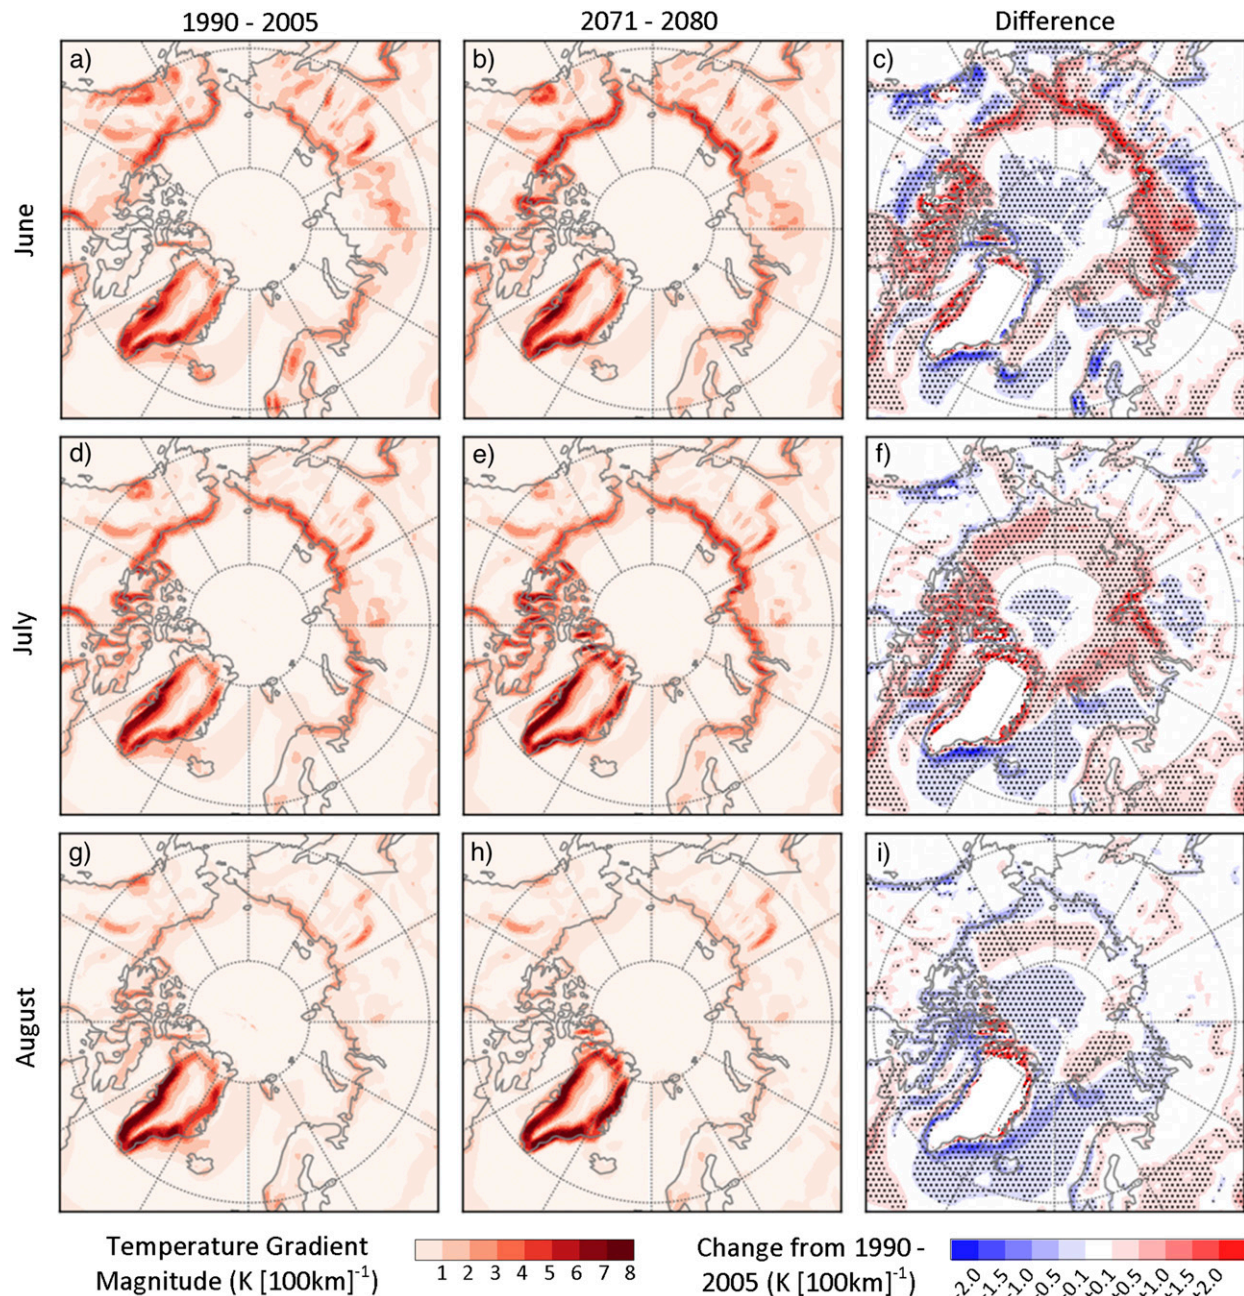 1990 - 2005
2071 - 2080
Difference
a)
b)
c)
June
d)
e)
f)
July
g)
h)
i)
August
Temperature Gradient
Magnitude (K [100km]⁻¹)
1 2 3 4 5 6 7 8
Change from 1990 -
2005 (K [100km]⁻¹)
-2.0 -1.5 -1.0 -0.5 -0.1 +0.1 +0.5 +1.0 +1.5 +2.0